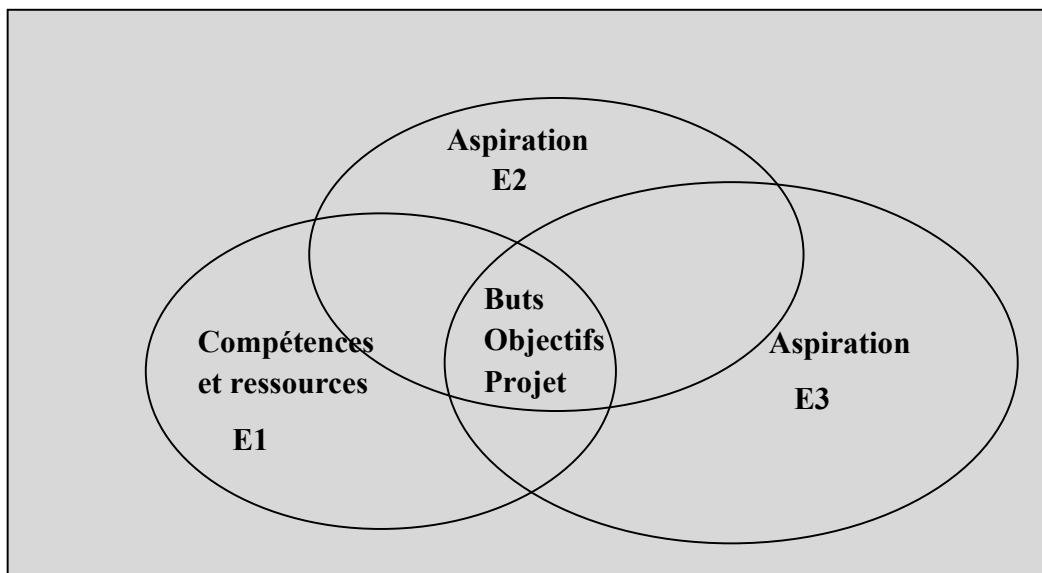 Aspiration
E2
Buts
Objectifs
Projet
Compétences
et ressources
E1
Aspiration
E3